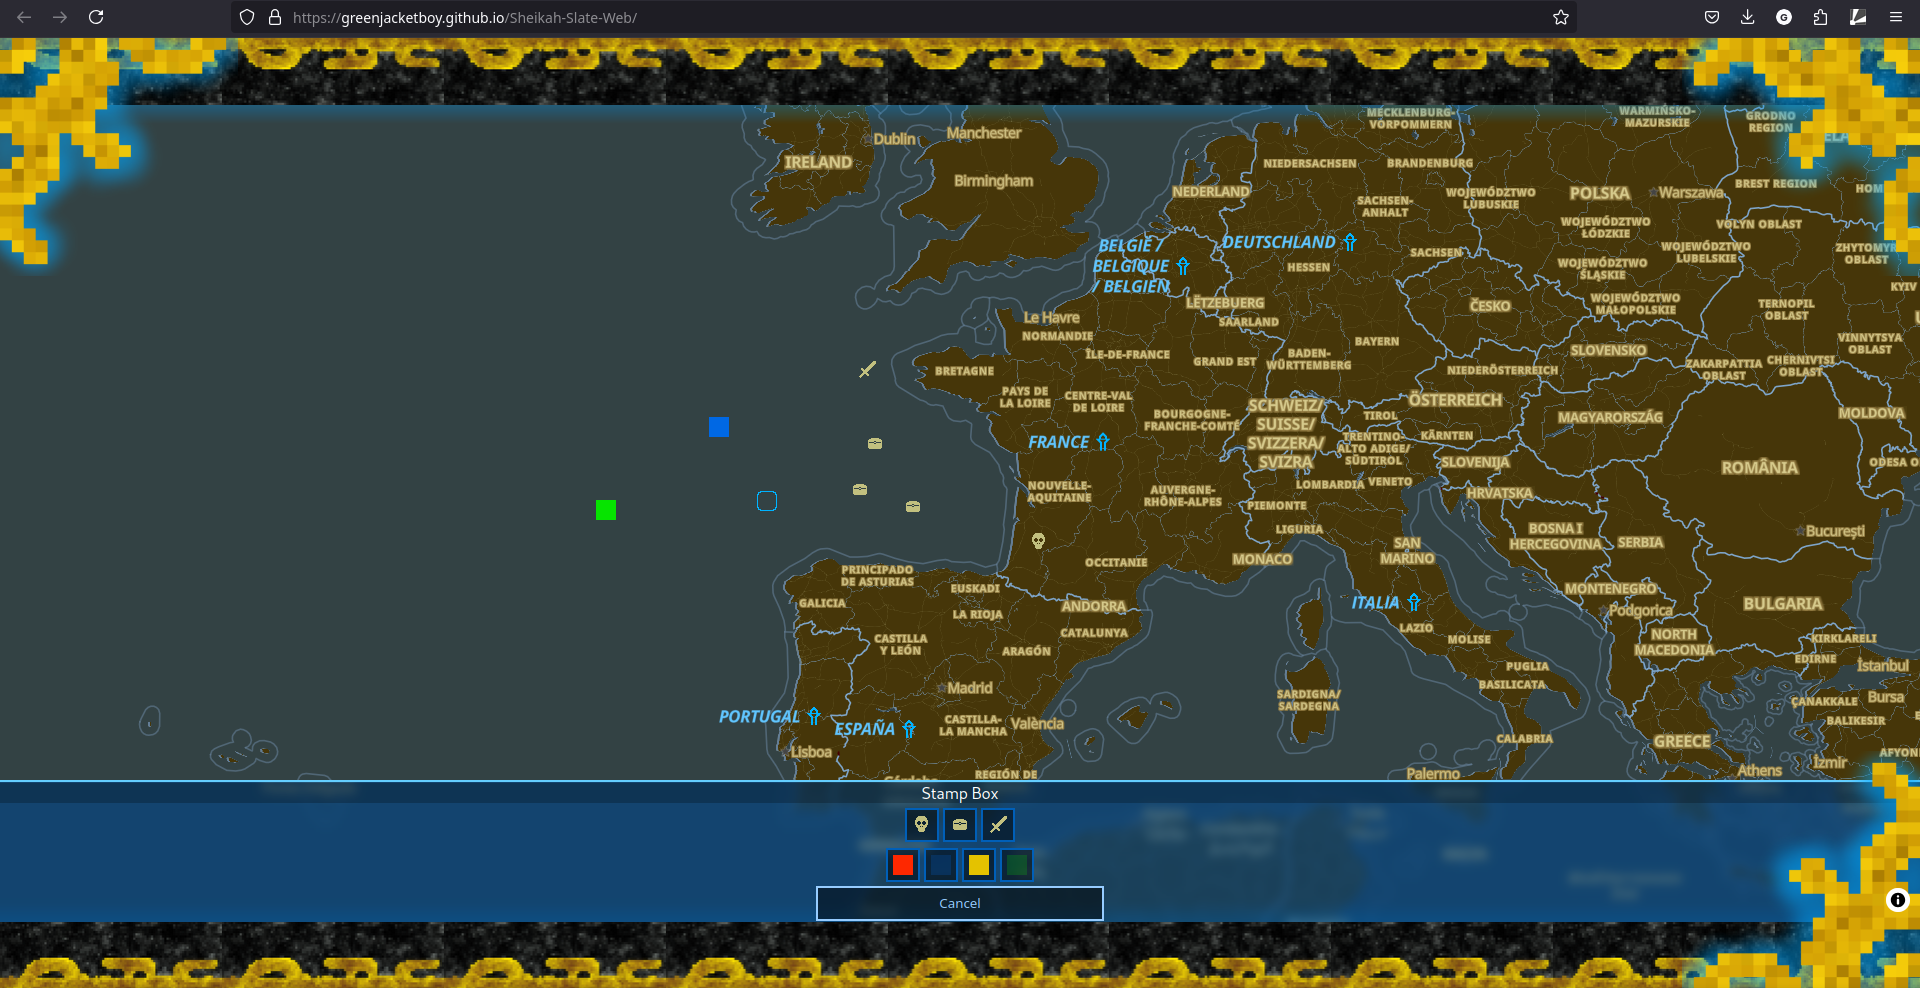 https://greenjacketboy.github.io/Sheikah-Slate-Web/
MECKLENBURG-
VORPOMMERN
WARMIŃSKO-
MAZURSKIE
GRODNO
REGION
Dublin
Manchester
IRELAND
NIEDERSACHSEN
BRANDENBURG
Birmingham
NEDERLAND
WOJEWÓDZTWO
LUBUSKIE
POLSKA
Warszawa
BREST REGION
SACHSEN-
ANHALT
WOJEWÓDZTWO
ŁÓDZKIE
VOLYN OBLAST
BELGIË /
BELGIQUE
/ BELGIEN
DEUTSCHLAND
SACHSEN
WOJEWÓDZTWO
LUBELSKIE
ZHYTOMYR
OBLAST
HESSEN
WOJEWÓDZTWO
ŚLĄSKIE
KYIV
LËTZEBUERG
ČESKO
WOJEWÓDZTWO
MAŁOPOLSKIE
TERNOPIL
OBLAST
Le Havre
NORMANDIE
SAARLAND
VINNYTSYA
OBLAST
ÎLE-DE-FRANCE
GRAND EST
BADEN-
WÜRTTEMBERG
BAYERN
SLOVENSKO
BRETAGNE
NIEDERÖSTERREICH
ZAKARPATTIA
OBLAST
CHERNIVTSI
OBLAST
PAYS DE
LA LOIRE
CENTRE-VAL
DE LOIRE
BOURGOGNE-
FRANCHE-COMTÉ
SCHWEIZ/
SUISSE/
SVIZZERA/
SVIZRA
TIROL
ÖSTERREICH
MAGYARORSZÁG
MOLDOVA
FRANCE
TRENTINO-
ALTO ADIGE/
SÜDTIROL
KÄRNTEN
SLOVENIJA
ROMÂNIA
ODESA O
NOUVELLE-
AQUITAINE
AUVERGNE-
RHÔNE-ALPES
LOMBARDIA
VENETO
HRVATSKA
PIEMONTE
LIGURIA
BOSNA I
HERCEGOVINA
SERBIA
București
MONACO
SAN
MARINO
OCCITANIE
PRINCIPADO
DE ASTURIAS
EUSKADI
GALICIA
LA RIOJA
ANDORRA
ITALIA
MONTENEGRO
Podgorica
BULGARIA
CASTILLA
Y LEÓN
ARAGÓN
CATALUNYA
LAZIO
MOLISE
NORTH
MACEDONIA
KIRKLARELI
EDIRNE
İstanbul
Madrid
PUGLIA
BASILICATA
SARDIGNA/
SARDEGNA
ÇANAKKALE
Bursa
PORTUGAL
ESPAÑA
CASTILLA-
LA MANCHA
València
BALIKESIR
CALABRIA
GREECE
Lisboa
AFYON
İzmir
Athens
Palermo
Córdoba
REGIÓN DE
Stamp Box
Cancel